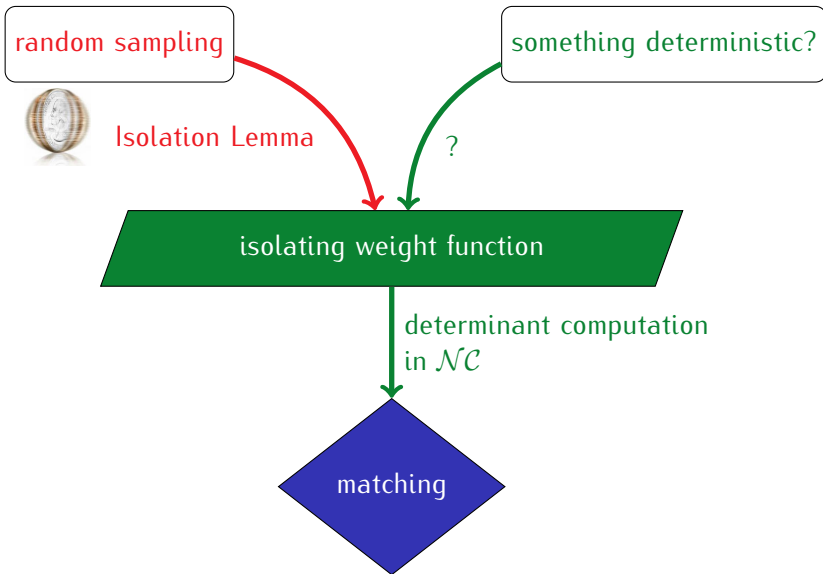 random sampling
something deterministic?
Isolation Lemma
?
isolating weight function
determinant computation
in 𝒩𝒞
matching